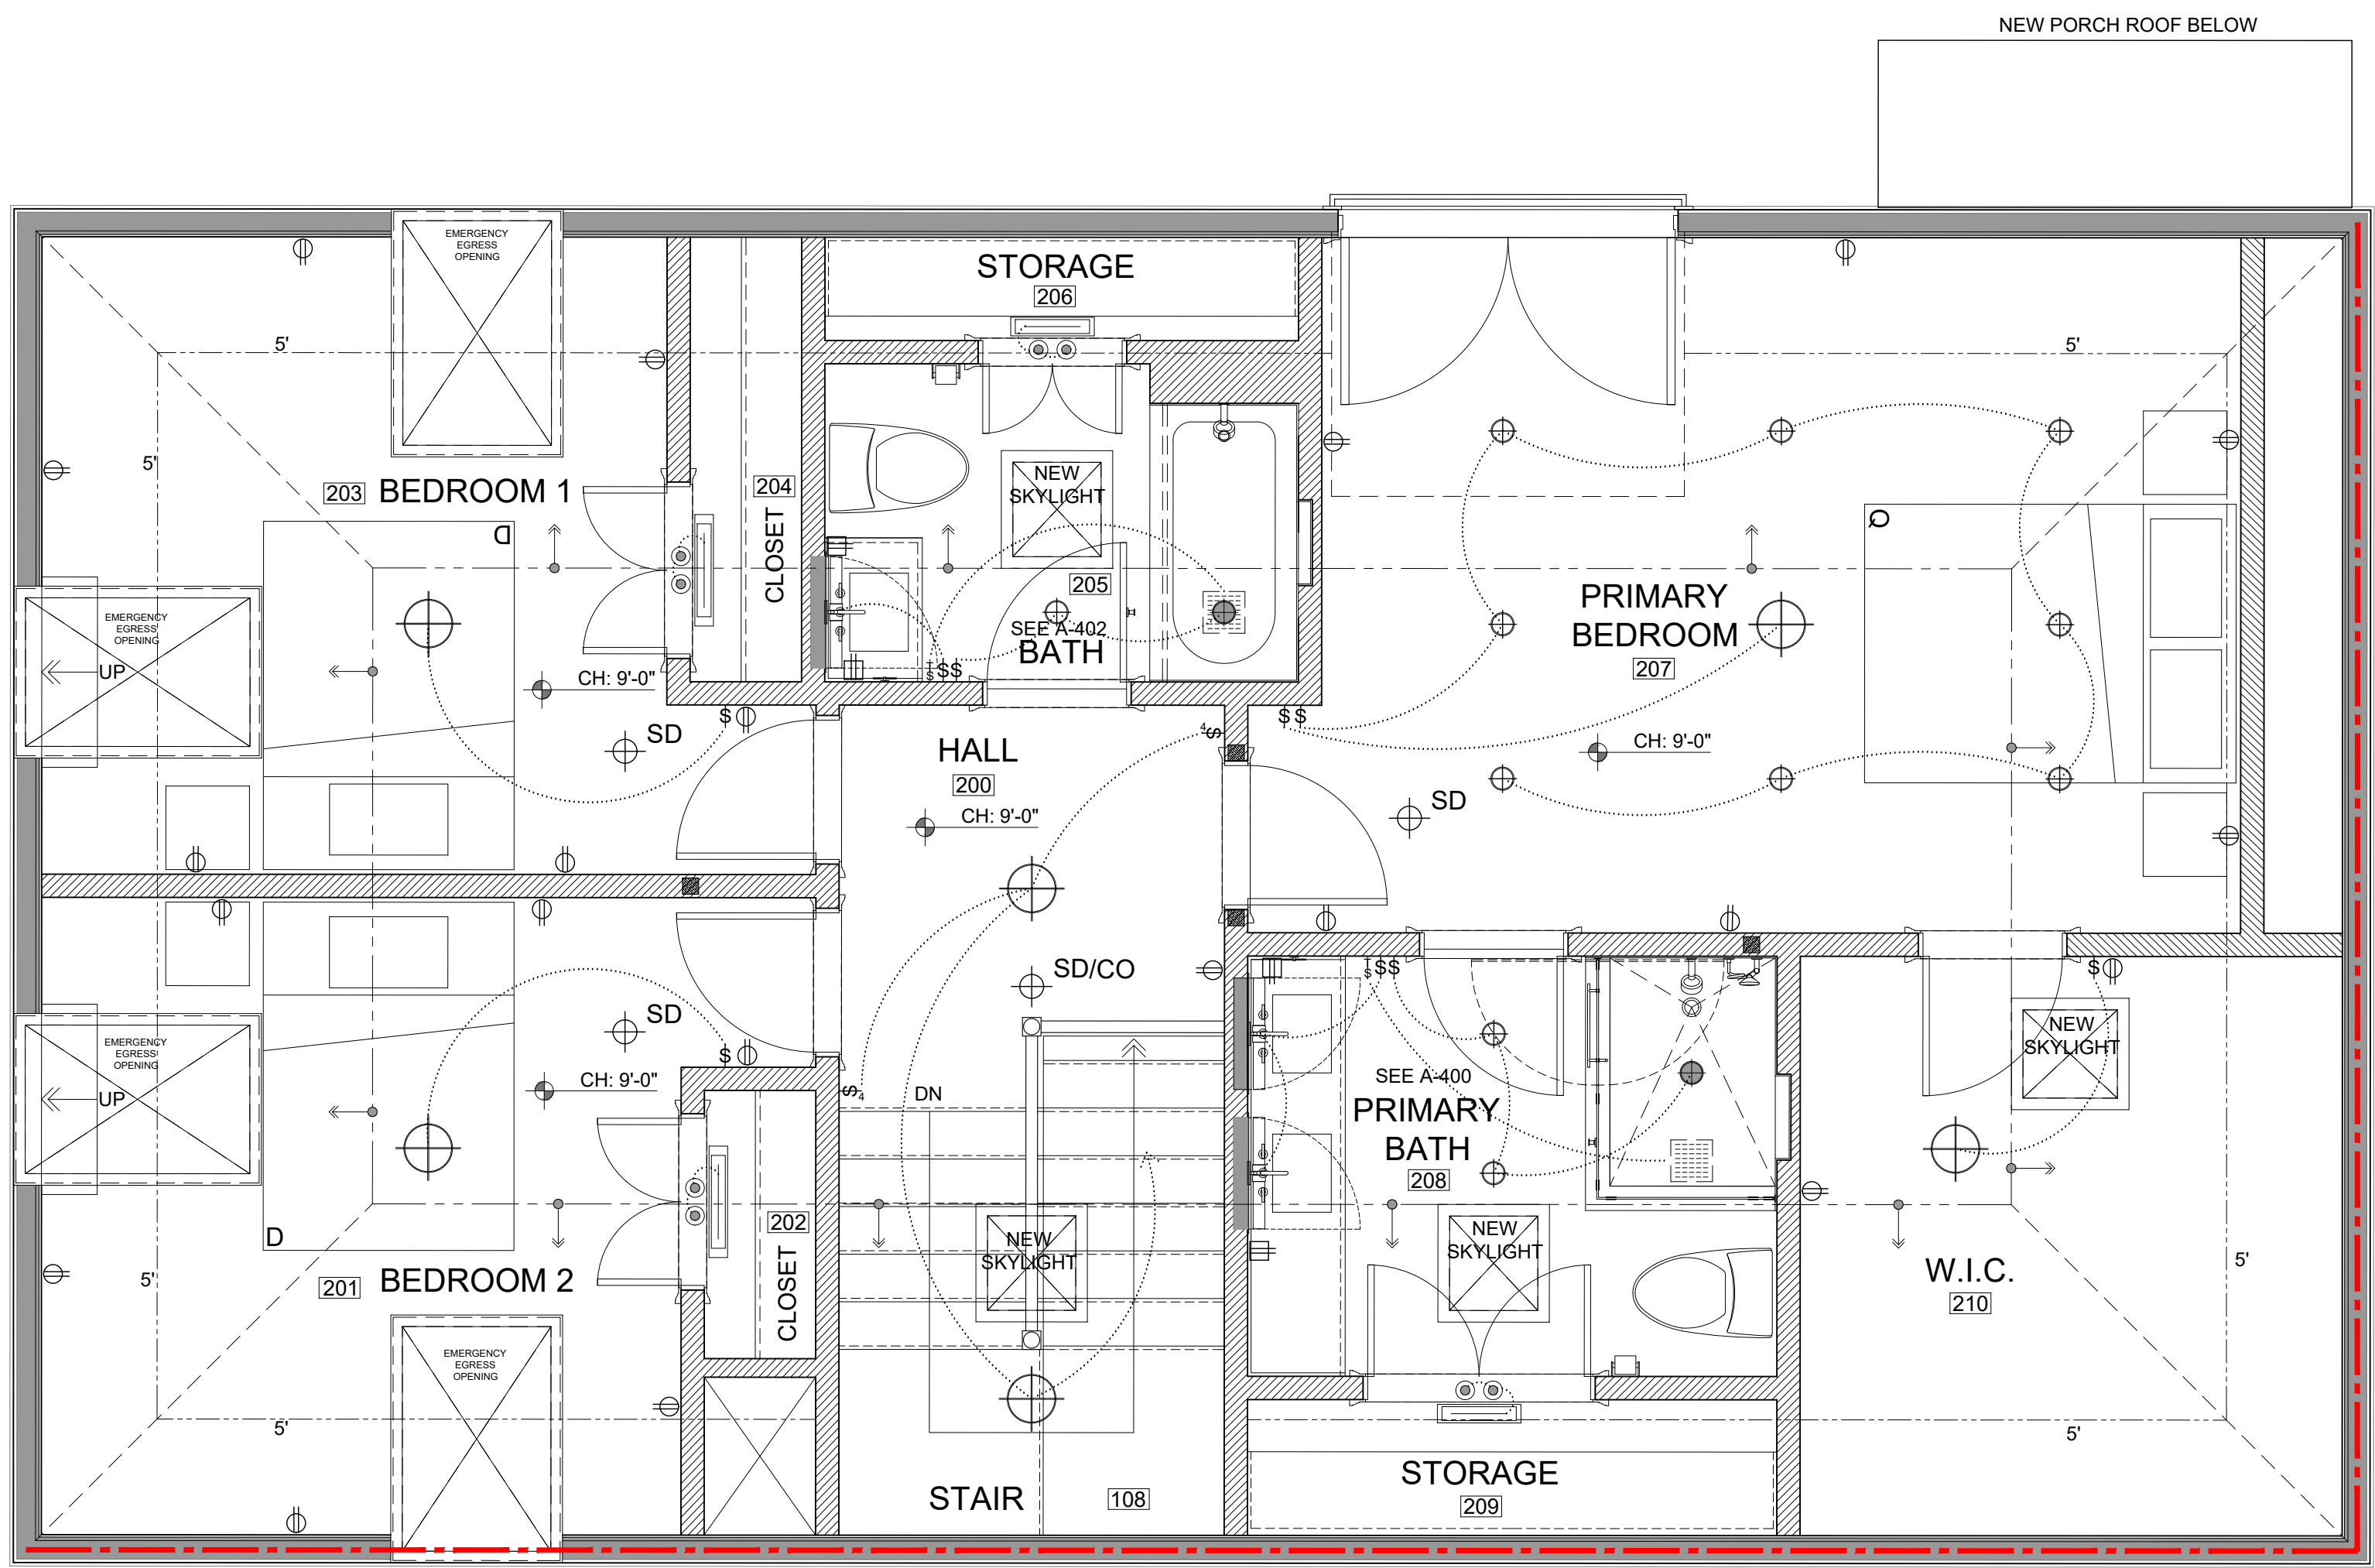 NEW PORCH ROOF BELOW
EMERGENCY
EGRESS
OPENING
STORAGE
206
5'
5'
5'
203 BEDROOM 1
204
CLOSET
NEW
SKYLIGHT
D
Q
205
SEE A-402
BATH
EMERGENCY
EGRESS
OPENING
UP
CH: 9'-0"
PRIMARY
BEDROOM
207
$ $$
$
SD
HALL
200
CH: 9'-0"
$4
$ $
CH: 9'-0"
SD
SD/CO
SD
$
CH: 9'-0"
EMERGENCY
EGRESS
OPENING
UP
$4
DN
$ $$
SEE A-400
PRIMARY
BATH
208
$
NEW
SKYLIGHT
D
202
CLOSET
NEW
SKYLIGHT
NEW
SKYLIGHT
5'
201 BEDROOM 2
W.I.C.
210
5'
EMERGENCY
EGRESS
OPENING
5'
5'
STAIR
108
STORAGE
209